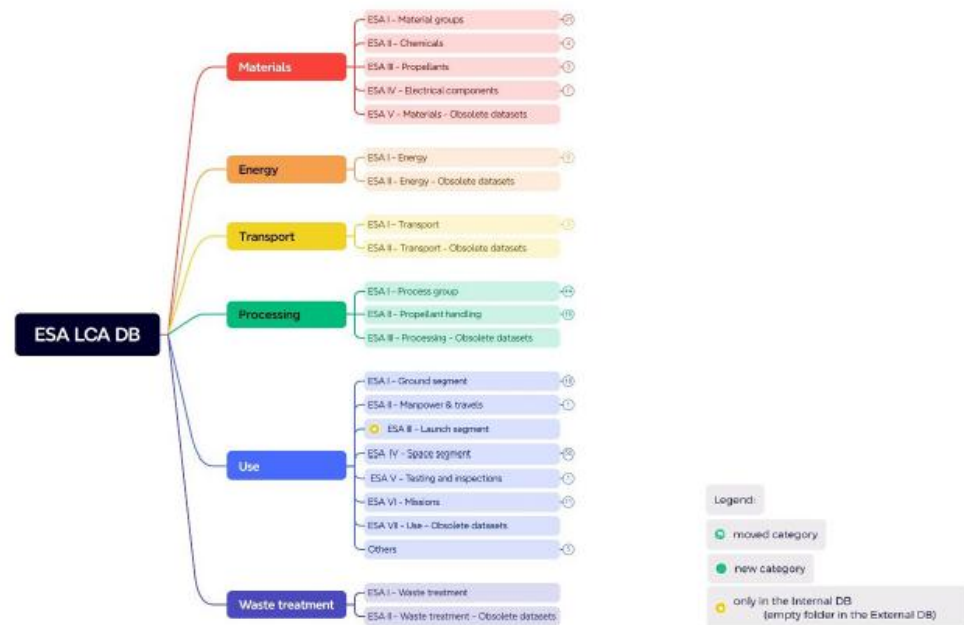 ESA LCA DB
Materials
ESA I - Material groups
ESA II - Chemicals
ESA III - Propellants
ESA IV - Electrical components
ESA V - Materials - Obsolete datasets
Energy
ESA I - Energy
ESA II - Energy - Obsolete datasets
Transport
ESA I - Transport
ESA II - Transport - Obsolete datasets
Processing
ESA I - Process group
ESA II - Propellant handling
ESA III - Processing - Obsolete datasets
Use
ESA I - Ground segment
ESA II - Manpower & travels
ESA III - Launch segment
ESA IV - Space segment
ESA V - Testing and inspections
ESA VI - Missions
ESA VII - Use - Obsolete datasets
Others
Waste treatment
ESA I - Waste treatment
ESA II - Waste treatment - Obsolete datasets
Legend:
moved category
new category
only in the Internal DB
(empty folder in the External DB)